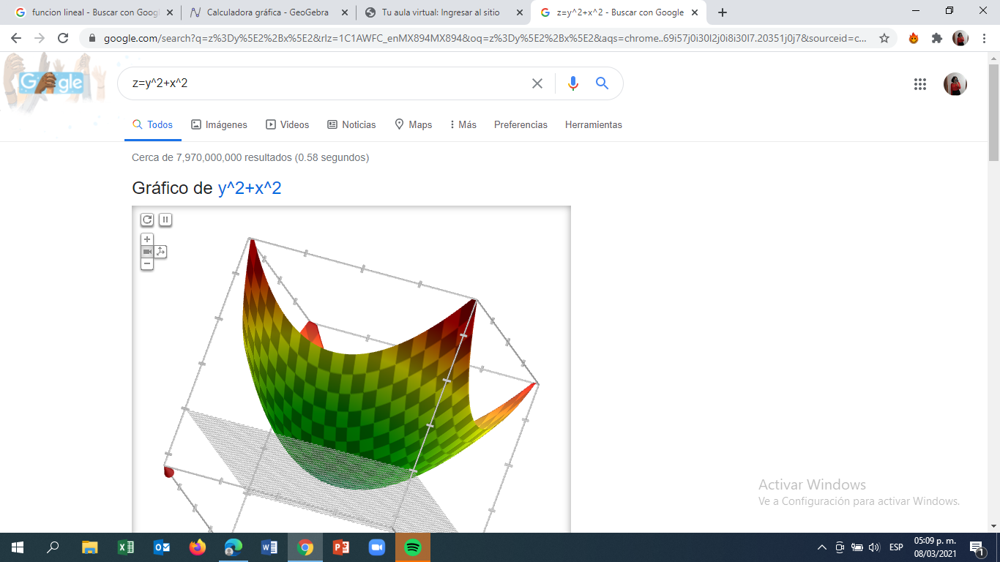 funcion lineal - Buscar con Goog
Calculadora gráfica - GeoGebra
Tu aula virtual: Ingresar al sitio
z=y^2+x^2 - Buscar con Google
google.com/search?q=z%3Dy%5E2%2Bx%5E2&rlz=1C1AWFC_enMX894MX894&oq=z%3Dy%5E2%2Bx%5E2&aqs=chrome..69i57j0i30l2j0i8i30l7.20351j0j7&sourceid=c...
Google
z=y^2+x^2
Todos
Imágenes
Videos
Noticias
Maps
Más
Preferencias
Herramientas
Cerca de 7,970,000,000 resultados (0.58 segundos)
Gráfico de y^2+x^2
Activar Windows
Ve a Configuración para activar Windows.
ESP
05:09 p. m.
08/03/2021
1